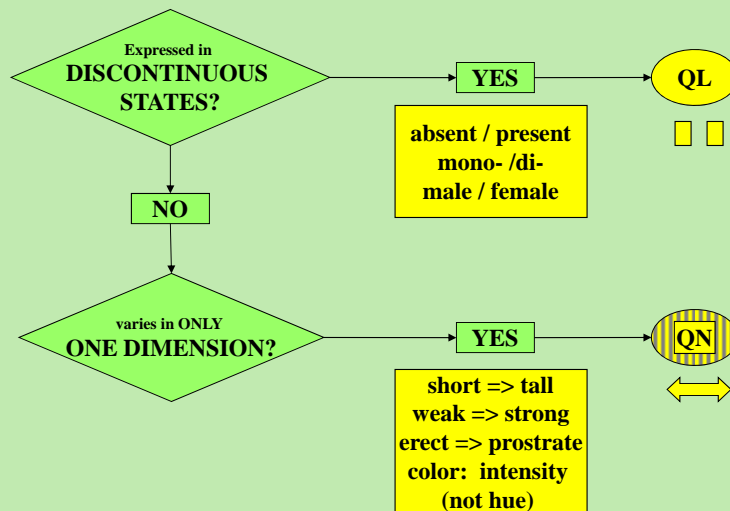 Expressed in
DISCONTINUOUS
STATES?
YES
QL
absent / present
mono- /di-
male / female
NO
varies in ONLY
ONE DIMENSION?
YES
QN
short => tall
weak => strong
erect => prostrate
color: intensity
(not hue)